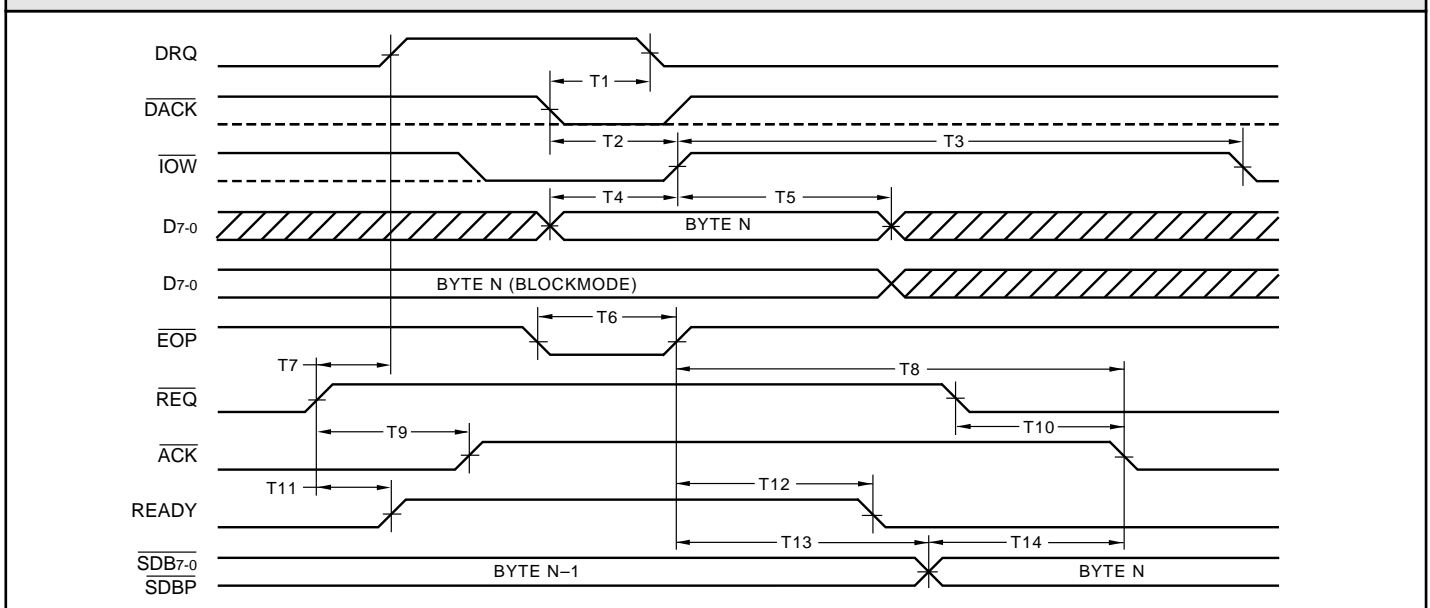 DRQ
T1
DACK
T2
T3
IOW
T4
T5
D7-0
BYTE N
D7-0
BYTE N (BLOCKMODE)
T6
EOP
T7
T8
REQ
T9
T10
ACK
T11
T12
READY
T13
T14
SDB7-0
BYTE N–1
BYTE N
SDBP